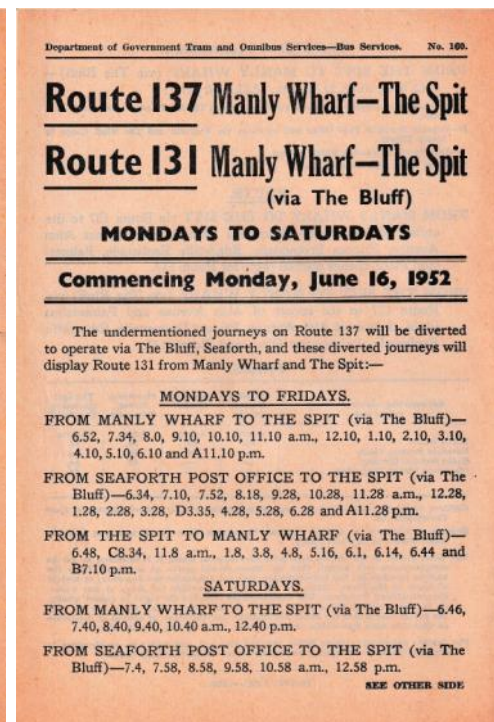 Department of Government Tram and Omnibus Services—Bus Services. No. 160.
Route 137 Manly Wharf—The Spit
Route 131 Manly Wharf—The Spit
(via The Bluff)
MONDAYS TO SATURDAYS
Commencing Monday, June 16, 1952
The undermentioned journeys on Route 137 will be diverted
to operate via The Bluff, Seaforth, and these diverted journeys will
display Route 131 from Manly Wharf and The Spit:—
MONDAYS TO FRIDAYS.
FROM MANLY WHARF TO THE SPIT (via The Bluff)—
6.52, 7.34, 8.0, 9.10, 10.10, 11.10 a.m., 12.10, 1.10, 2.10, 3.10,
4.10, 5.10, 6.10 and A11.10 p.m.
FROM SEAFORTH POST OFFICE TO THE SPIT (via The
Bluff)—6.34, 7.10, 7.52, 8.18, 9.28, 10.28, 11.28 a.m., 12.28,
1.28, 2.28, 3.28, D3.35, 4.28, 5.28, 6.28 and A11.28 p.m.
FROM THE SPIT TO MANLY WHARF (via The Bluff)—
6.48, C8.34, 11.8 a.m., 1.8, 3.8, 4.8, 5.16, 6.1, 6.14, 6.44 and
B7.10 p.m.
SATURDAYS.
FROM MANLY WHARF TO THE SPIT (via The Bluff)—6.46,
7.40, 8.40, 9.40, 10.40 a.m., 12.40 p.m.
FROM SEAFORTH POST OFFICE TO THE SPIT (via The
Bluff)—7.4, 7.58, 8.58, 9.58, 10.58 a.m., 12.58 p.m.
SEE OTHER SIDE